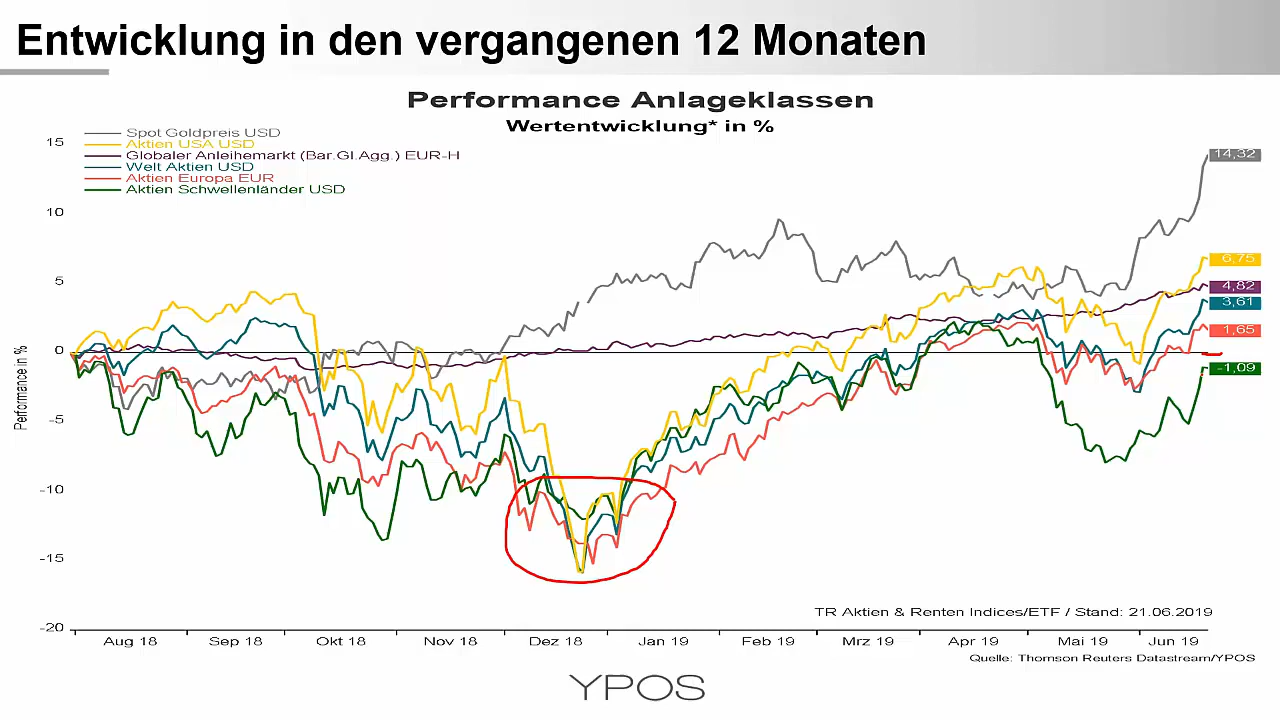 Entwicklung in den vergangenen 12 Monaten
Performance Anlageklassen
Wertentwicklung* in %
Spot Goldpreis USD
Aktien USA USD
Globaler Anleihemarkt (Bar.Gl.Agg.) EUR-H
Welt Aktien USD
Aktien Europa EUR
Aktien Schwellenländer USD
15
10
5
0
-5
-10
-15
-20
Performance in %
14,32
6,75
4,82
3,61
1,65
-1,09
TR Aktien & Renten Indices/ETF / Stand: 21.06.2019
Aug 18 Sep 18 Okt 18 Nov 18 Dez 18 Jan 19 Feb 19 Mrz 19 Apr 19 Mai 19 Jun 19
Quelle: Thomson Reuters Datastream/YPOS
YPOS